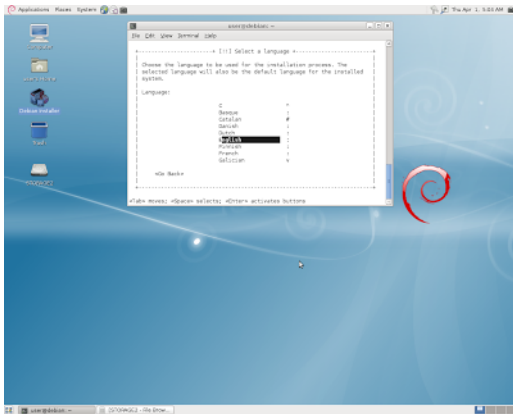 Applications Places System
Thu Apr 1, 5:03 AM
Computer
Debian Installer
Trash
user@debian: ~
File Edit View Terminal Help
[!!] Select a language
Choose the language to be used for the installation process. The
selected language will also be the default language for the installed
system.
Language:
C
Basque
Catalan
Danish
Dutch
English
Finnish
French
Galician
<Go Back>
<Tab> moves; <Space> selects; <Enter> activates buttons
user@debian: ~